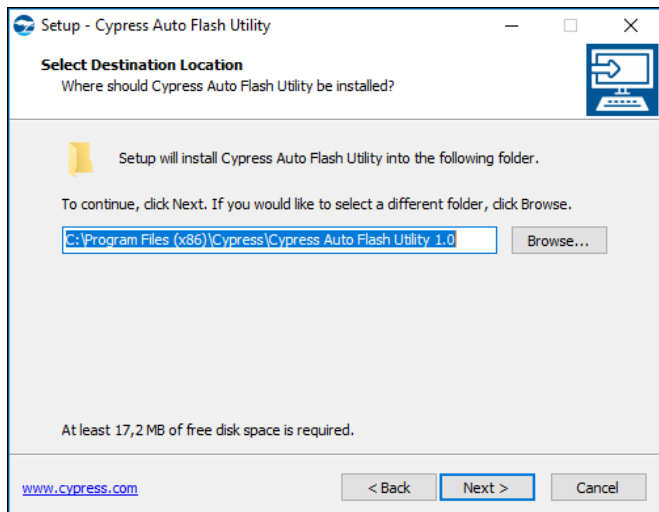 Setup - Cypress Auto Flash Utility
Select Destination Location
Where should Cypress Auto Flash Utility be installed?
Setup will install Cypress Auto Flash Utility into the following folder.
To continue, click Next. If you would like to select a different folder, click Browse.
C:\Program Files (x86)\Cypress\Cypress Auto Flash Utility 1.0
Browse...
At least 17,2 MB of free disk space is required.
www.cypress.com
< Back
Next >
Cancel